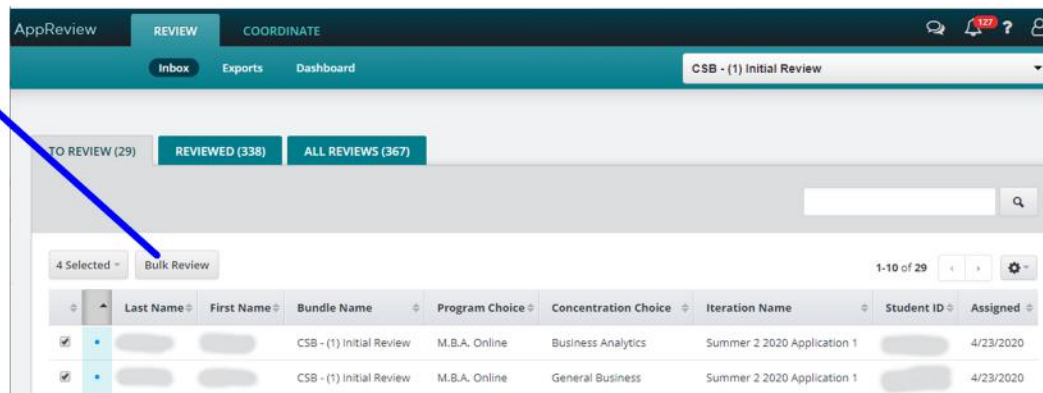 AppReview REVIEW COORDINATE 127 ?
Inbox Exports Dashboard CSB - (1) Initial Review
TO REVIEW (29) REVIEWED (338) ALL REVIEWS (367)
4 Selected Bulk Review 1-10 of 29
Last Name First Name Bundle Name Program Choice Concentration Choice Iteration Name Student ID Assigned
CSB - (1) Initial Review M.B.A. Online Business Analytics Summer 2 2020 Application 1 4/23/2020
CSB - (1) Initial Review M.B.A. Online General Business Summer 2 2020 Application 1 4/23/2020